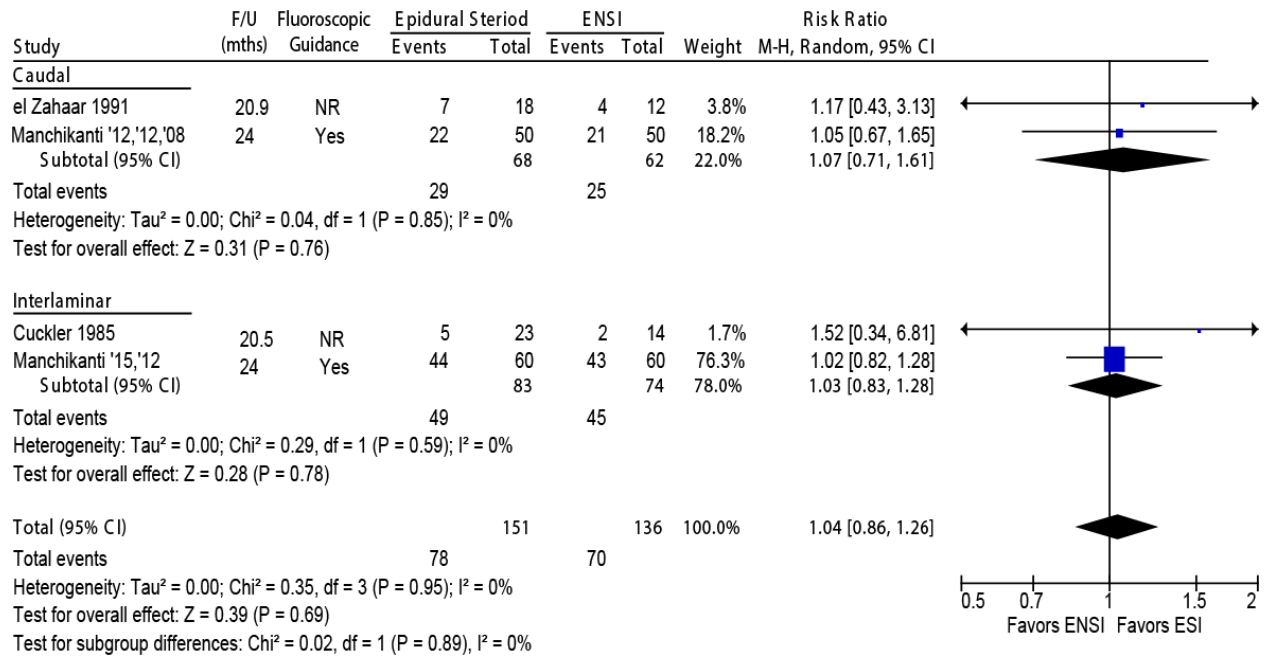 F/U Fluoroscopic Epidural Steriod ENSI Risk Ratio
Study (mths) Guidance Events Total Events Total Weight M-H, Random, 95% CI
Caudal
el Zahaar 1991 20.9 NR 7 18 4 12 3.8% 1.17 [0.43, 3.13]
Manchikanti '12,'12,'08 24 Yes 22 50 21 50 18.2% 1.05 [0.67, 1.65]
Subtotal (95% CI) 68 62 22.0% 1.07 [0.71, 1.61]
Total events 29 25
Heterogeneity: Tau² = 0.00; Chi² = 0.04, df = 1 (P = 0.85); I² = 0%
Test for overall effect: Z = 0.31 (P = 0.76)
Interlaminar
Cuckler 1985 20.5 NR 5 23 2 14 1.7% 1.52 [0.34, 6.81]
Manchikanti '15,'12 24 Yes 44 60 43 60 76.3% 1.02 [0.82, 1.28]
Subtotal (95% CI) 83 74 78.0% 1.03 [0.83, 1.28]
Total events 49 45
Heterogeneity: Tau² = 0.00; Chi² = 0.29, df = 1 (P = 0.59); I² = 0%
Test for overall effect: Z = 0.28 (P = 0.78)
Total (95% CI) 151 136 100.0% 1.04 [0.86, 1.26]
Total events 78 70
Heterogeneity: Tau² = 0.00; Chi² = 0.35, df = 3 (P = 0.95); I² = 0%
Test for overall effect: Z = 0.39 (P = 0.69)
Test for subgroup differences: Chi² = 0.02, df = 1 (P = 0.89), I² = 0%
0.5 0.7 1 1.5 2
Favors ENSI Favors ESI